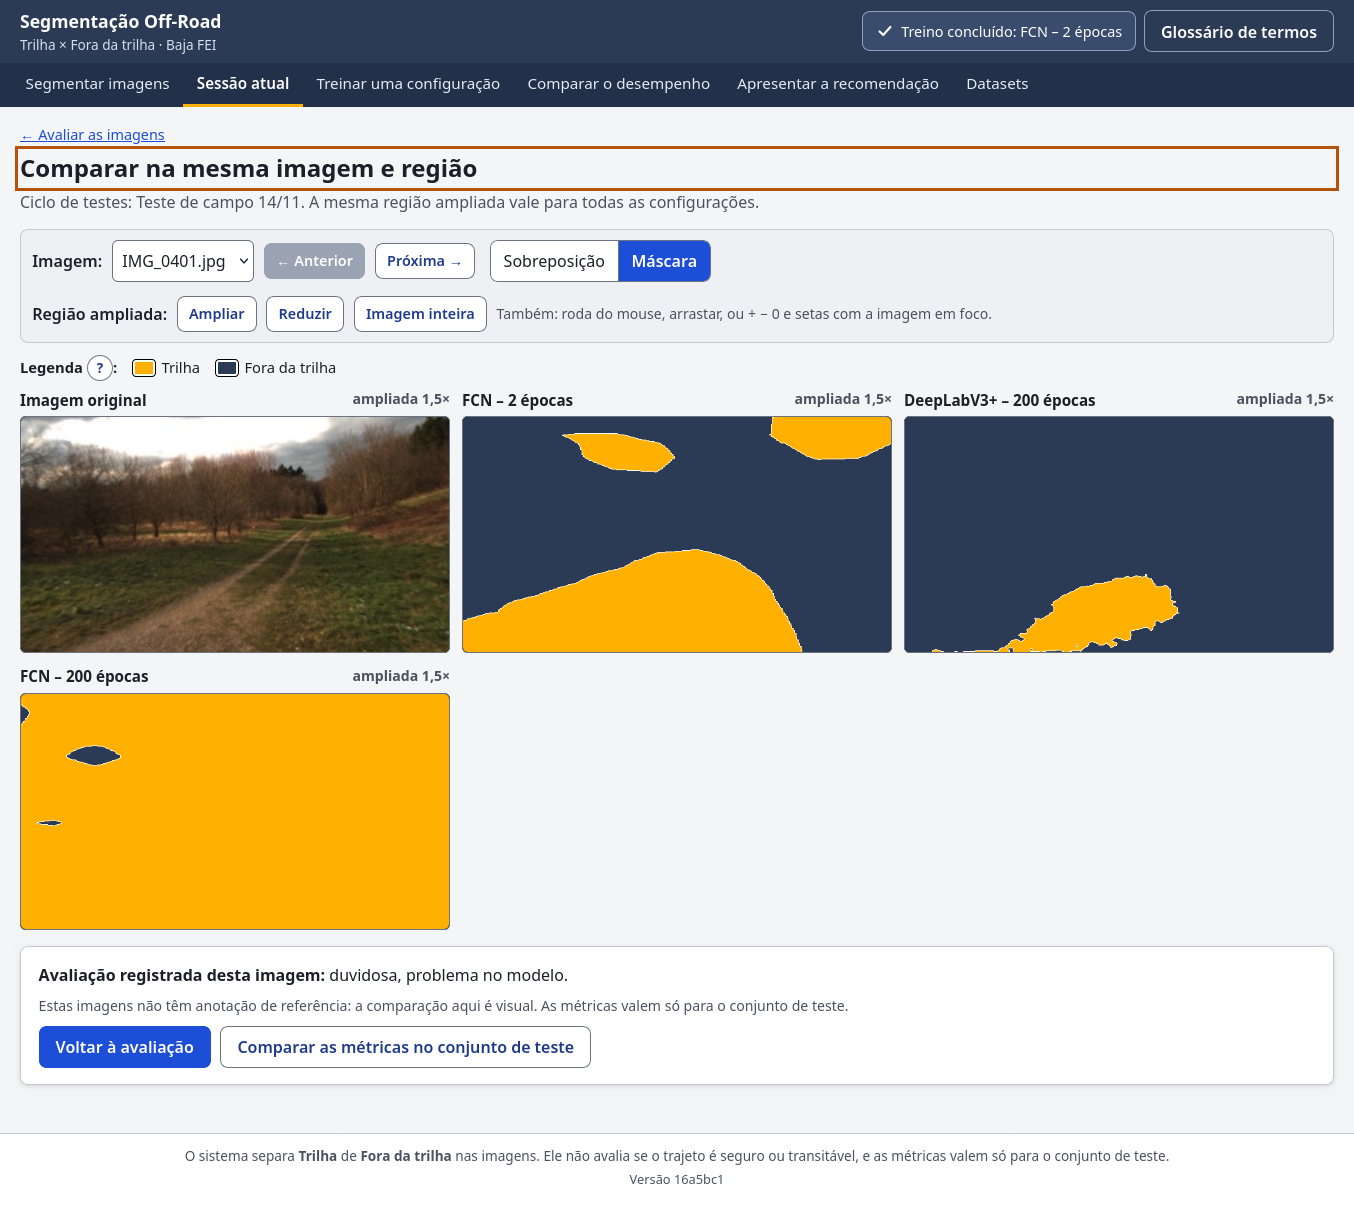 Segmentação Off-Road
Trilha × Fora da trilha · Baja FEI
Treino concluído: FCN – 2 épocas
Glossário de termos
Segmentar imagens
Sessão atual
Treinar uma configuração
Comparar o desempenho
Apresentar a recomendação
Datasets
← Avaliar as imagens
Comparar na mesma imagem e região
Ciclo de testes: Teste de campo 14/11. A mesma região ampliada vale para todas as configurações.
Imagem:
IMG_0401.jpg
← Anterior
Próxima →
Sobreposição
Máscara
Região ampliada:
Ampliar
Reduzir
Imagem inteira
Também: roda do mouse, arrastar, ou + − 0 e setas com a imagem em foco.
Legenda ? :
Trilha
Fora da trilha
Imagem original
ampliada 1,5×
FCN – 2 épocas
ampliada 1,5×
DeepLabV3+ – 200 épocas
ampliada 1,5×
FCN – 200 épocas
ampliada 1,5×
Avaliação registrada desta imagem: duvidosa, problema no modelo.
Estas imagens não têm anotação de referência: a comparação aqui é visual. As métricas valem só para o conjunto de teste.
Voltar à avaliação
Comparar as métricas no conjunto de teste
O sistema separa Trilha de Fora da trilha nas imagens. Ele não avalia se o trajeto é seguro ou transitável, e as métricas valem só para o conjunto de teste.
Versão 16a5bc1